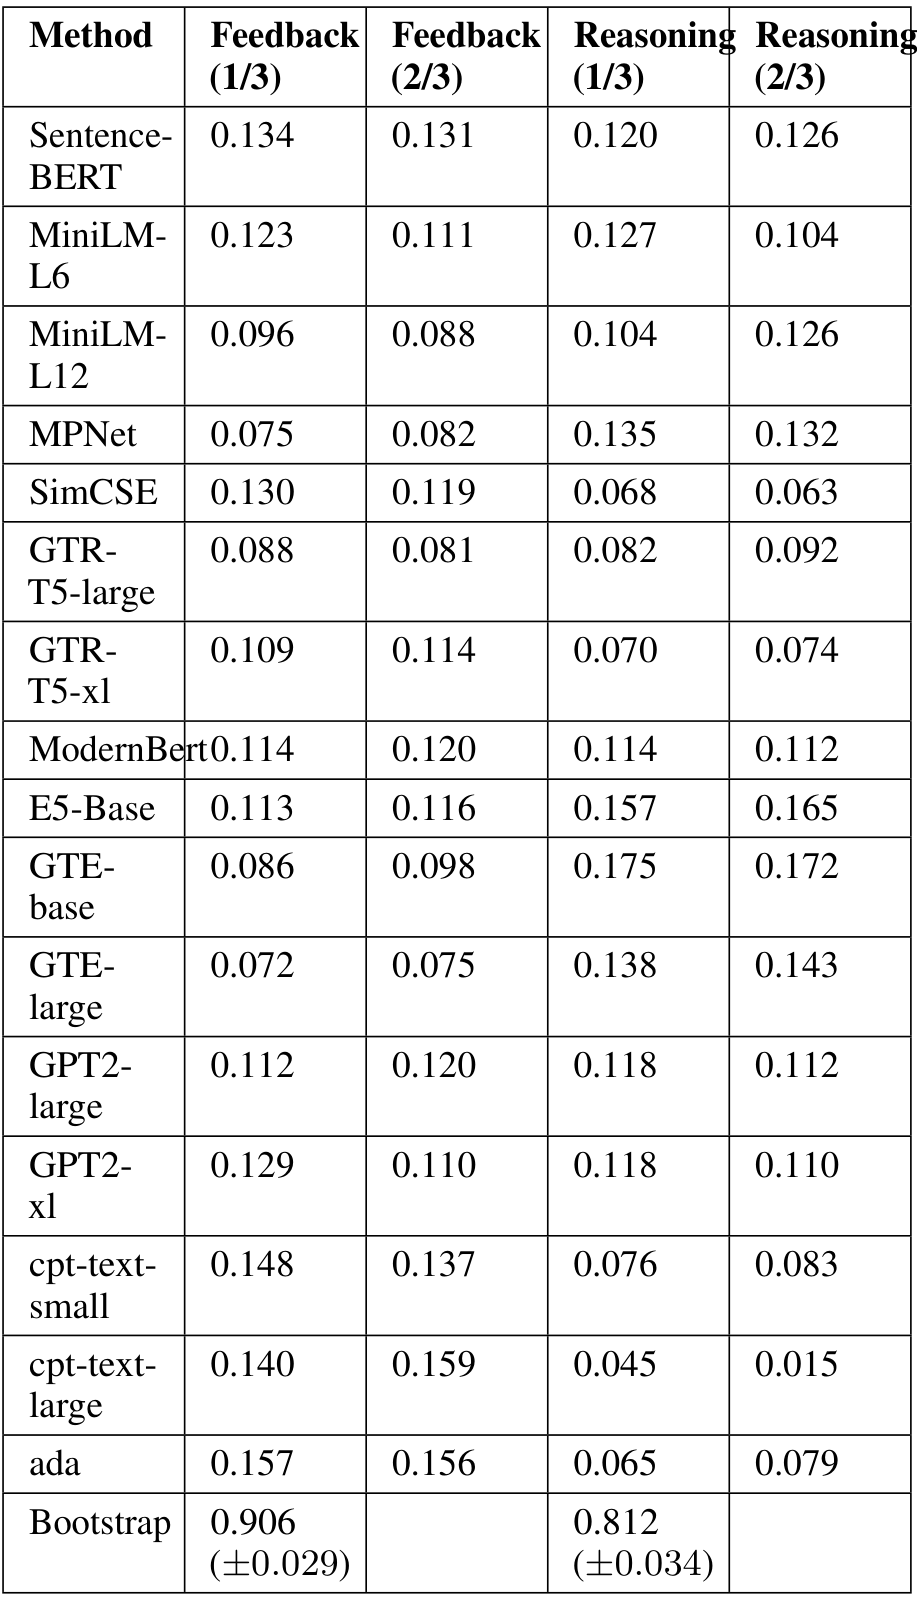 Method Feedback (1/3) Feedback (2/3) Reasoning (1/3) Reasoning (2/3)
Sentence-BERT 0.134 0.131 0.120 0.126
MiniLM-L6 0.123 0.111 0.127 0.104
MiniLM-L12 0.096 0.088 0.104 0.126
MPNet 0.075 0.082 0.135 0.132
SimCSE 0.130 0.119 0.068 0.063
GTR-T5-large 0.088 0.081 0.082 0.092
GTR-T5-xl 0.109 0.114 0.070 0.074
ModernBert 0.114 0.120 0.114 0.112
E5-Base 0.113 0.116 0.157 0.165
GTE-base 0.086 0.098 0.175 0.172
GTE-large 0.072 0.075 0.138 0.143
GPT2-large 0.112 0.120 0.118 0.112
GPT2-xl 0.129 0.110 0.118 0.110
cpt-text-small 0.148 0.137 0.076 0.083
cpt-text-large 0.140 0.159 0.045 0.015
ada 0.157 0.156 0.065 0.079
Bootstrap 0.906 (±0.029) 0.812 (±0.034)